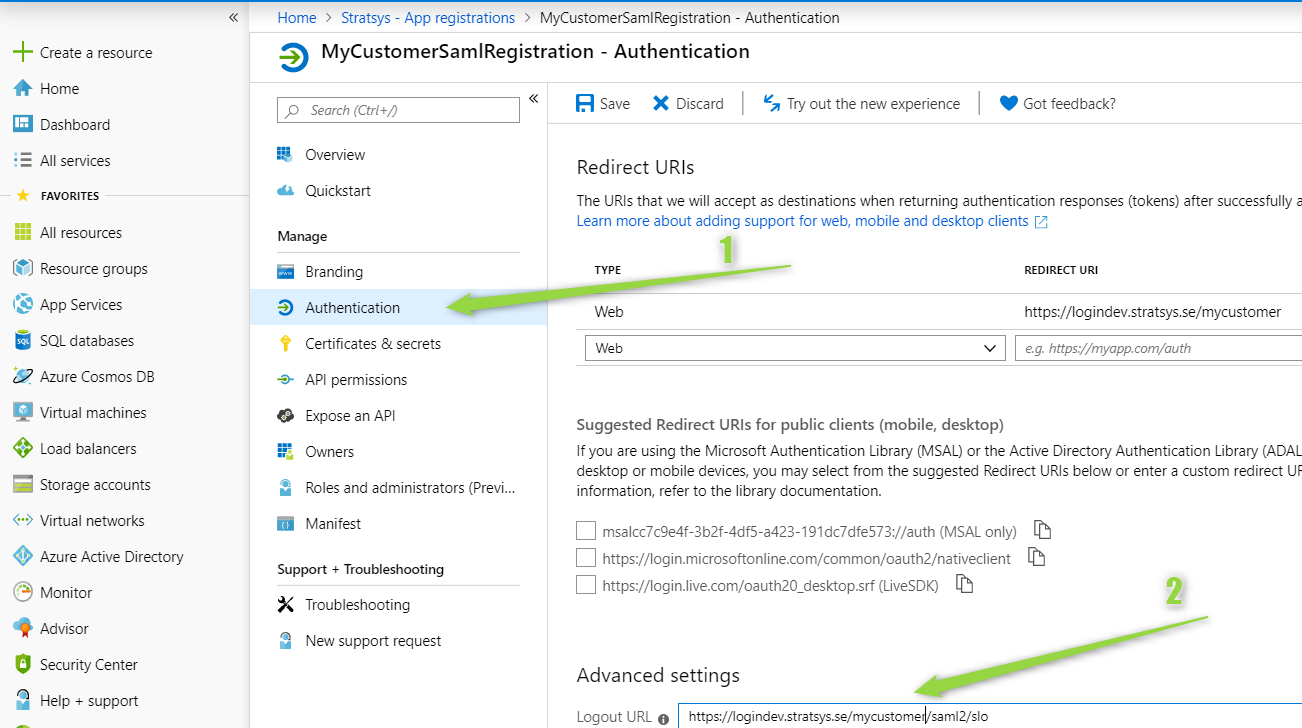 «
Create a resource
Home
Dashboard
All services
FAVORITES
All resources
Resource groups
App Services
SQL databases
Azure Cosmos DB
Virtual machines
Load balancers
Storage accounts
Virtual networks
Azure Active Directory
Monitor
Advisor
Security Center
Help + support
Home > Stratsys - App registrations > MyCustomerSamlRegistration - Authentication
MyCustomerSamlRegistration - Authentication
Search (Ctrl+/)
«
Overview
Quickstart
Manage
Branding
Authentication
Certificates & secrets
API permissions
Expose an API
Owners
Roles and administrators (Previ...
Manifest
Support + Troubleshooting
Troubleshooting
New support request
Save Discard Try out the new experience Got feedback?
Redirect URIs
The URIs that we will accept as destinations when returning authentication responses (tokens) after successfully a
Learn more about adding support for web, mobile and desktop clients
1
TYPE REDIRECT URI
Web https://logindev.stratsys.se/mycustomer
Web e.g. https://myapp.com/auth
Suggested Redirect URIs for public clients (mobile, desktop)
If you are using the Microsoft Authentication Library (MSAL) or the Active Directory Authentication Library (ADAL
desktop or mobile devices, you may select from the suggested Redirect URIs below or enter a custom redirect UR
information, refer to the library documentation.
msalcc7c9e4f-3b2f-4df5-a423-191dc7dfe573://auth (MSAL only)
https://login.microsoftonline.com/common/oauth2/nativeclient
https://login.live.com/oauth20_desktop.srf (LiveSDK)
2
Advanced settings
Logout URL https://logindev.stratsys.se/mycustomer/saml2/slo